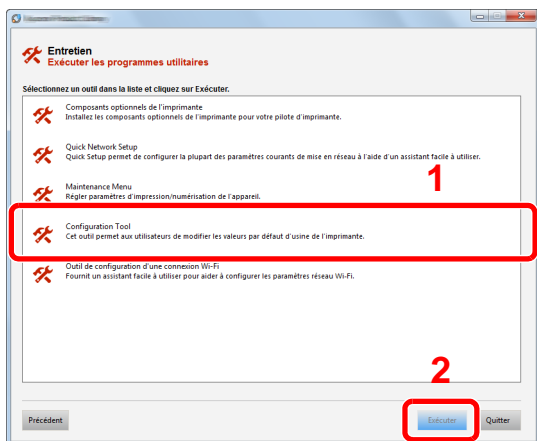 Entretien
Exécuter les programmes utilitaires
Sélectionnez un outil dans la liste et cliquez sur Exécuter.
Composants optionnels de l'imprimante
Installez les composants optionnels de l'imprimante pour votre pilote d'imprimante.
Quick Network Setup
Quick Setup permet de configurer la plupart des paramètres courants de mise en réseau à l'aide d'un assistant facile à utiliser.
1
Maintenance Menu
Régler paramètres d'impression/numérisation de l'appareil.
Configuration Tool
Cet outil permet aux utilisateurs de modifier les valeurs par défaut d'usine de l'imprimante.
Outil de configuration d'une connexion Wi-Fi
Fournit un assistant facile à utiliser pour aider à configurer les paramètres réseau Wi-Fi.
2
Précédent
Exécuter
Quitter